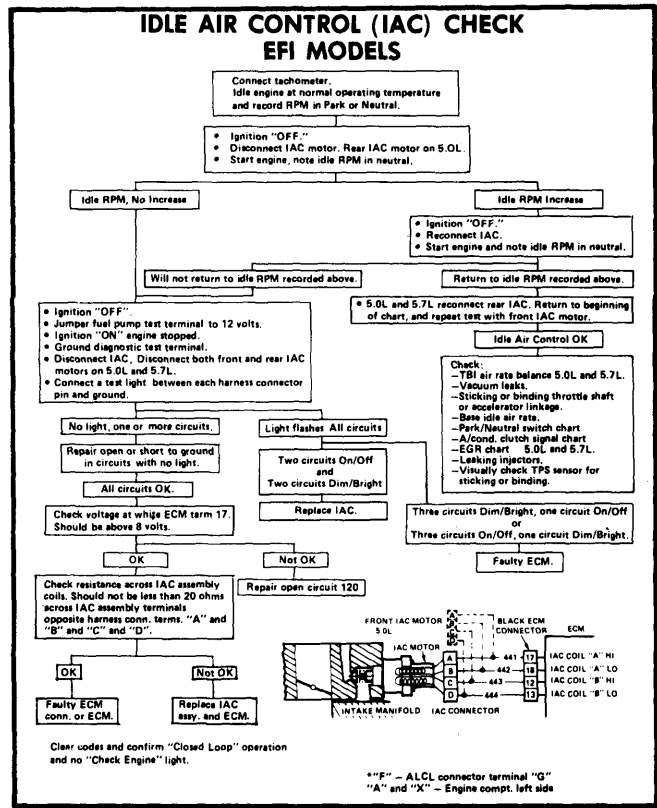 IDLE AIR CONTROL (IAC) CHECK
EFI MODELS
Connect tachometer.
Idle engine at normal operating temperature
and record RPM in Park or Neutral.
• Ignition "OFF."
• Disconnect IAC motor. Rear IAC motor on 5.0L.
• Start engine, note idle RPM in neutral.
Idle RPM, No Increase
Idle RPM Increase
• Ignition "OFF."
• Reconnect IAC.
• Start engine and note idle RPM in neutral.
Will not return to idle RPM recorded above.
Return to idle RPM recorded above.
• Ignition "OFF".
• Jumper fuel pump test terminal to 12 volts.
• Ignition "ON" engine stopped.
• Ground diagnostic test terminal.
• Disconnect IAC, Disconnect both front and rear IAC
motors on 5.0L and 5.7L.
• Connect a test light between each harness connector
pin and ground.
• 5.0L and 5.7L reconnect rear IAC. Return to beginning
of chart, and repeat test with front IAC motor.
Idle Air Control OK
Check:
—TBI air rate balance 5.0L and 5.7L.
—Vacuum leaks.
—Sticking or binding throttle shaft
or accelerator linkage.
—Base idle air rate.
—Park/Neutral switch chart
—A/cond. clutch signal chart
—EGR chart 5.0L and 5.7L.
—Leaking injectors.
—Visually check TPS sensor for
sticking or binding.
No light, one or more circuits.
Light flashes All circuits
Repair open or short to ground
in circuits with no light.
Two circuits On/Off
and
Two circuits Dim/Bright
All circuits OK.
Replace IAC.
Check voltage at white ECM term 17.
Should be above 8 volts.
Three circuits Dim/Bright, one circuit On/Off
or
Three circuits On/Off, one circuit Dim/Bright.
OK
Not OK
Faulty ECM.
Check resistance across IAC assembly
coils. Should not be less than 20 ohms
across IAC assembly terminals
opposite harness conn. terms. "A" and
"B" and "C" and "D".
Repair open circuit 120
OK
Not OK
Faulty ECM
conn. or ECM.
Replace IAC
assy. and ECM.
FRONT IAC MOTOR
5.0L
A
B
C
D
BLACK ECM
CONNECTOR
ECM
IAC MOTOR
A 441 17 IAC COIL "A" HI
B 442 18 IAC COIL "A" LO
C 443 12 IAC COIL "B" HI
D 444 13 IAC COIL "B" LO
INTAKE MANIFOLD
IAC CONNECTOR
Clear codes and confirm "Closed Loop" operation
and no "Check Engine" light.
*"F" — ALCL connector terminal "G"
"A" and "X" — Engine compt. left side